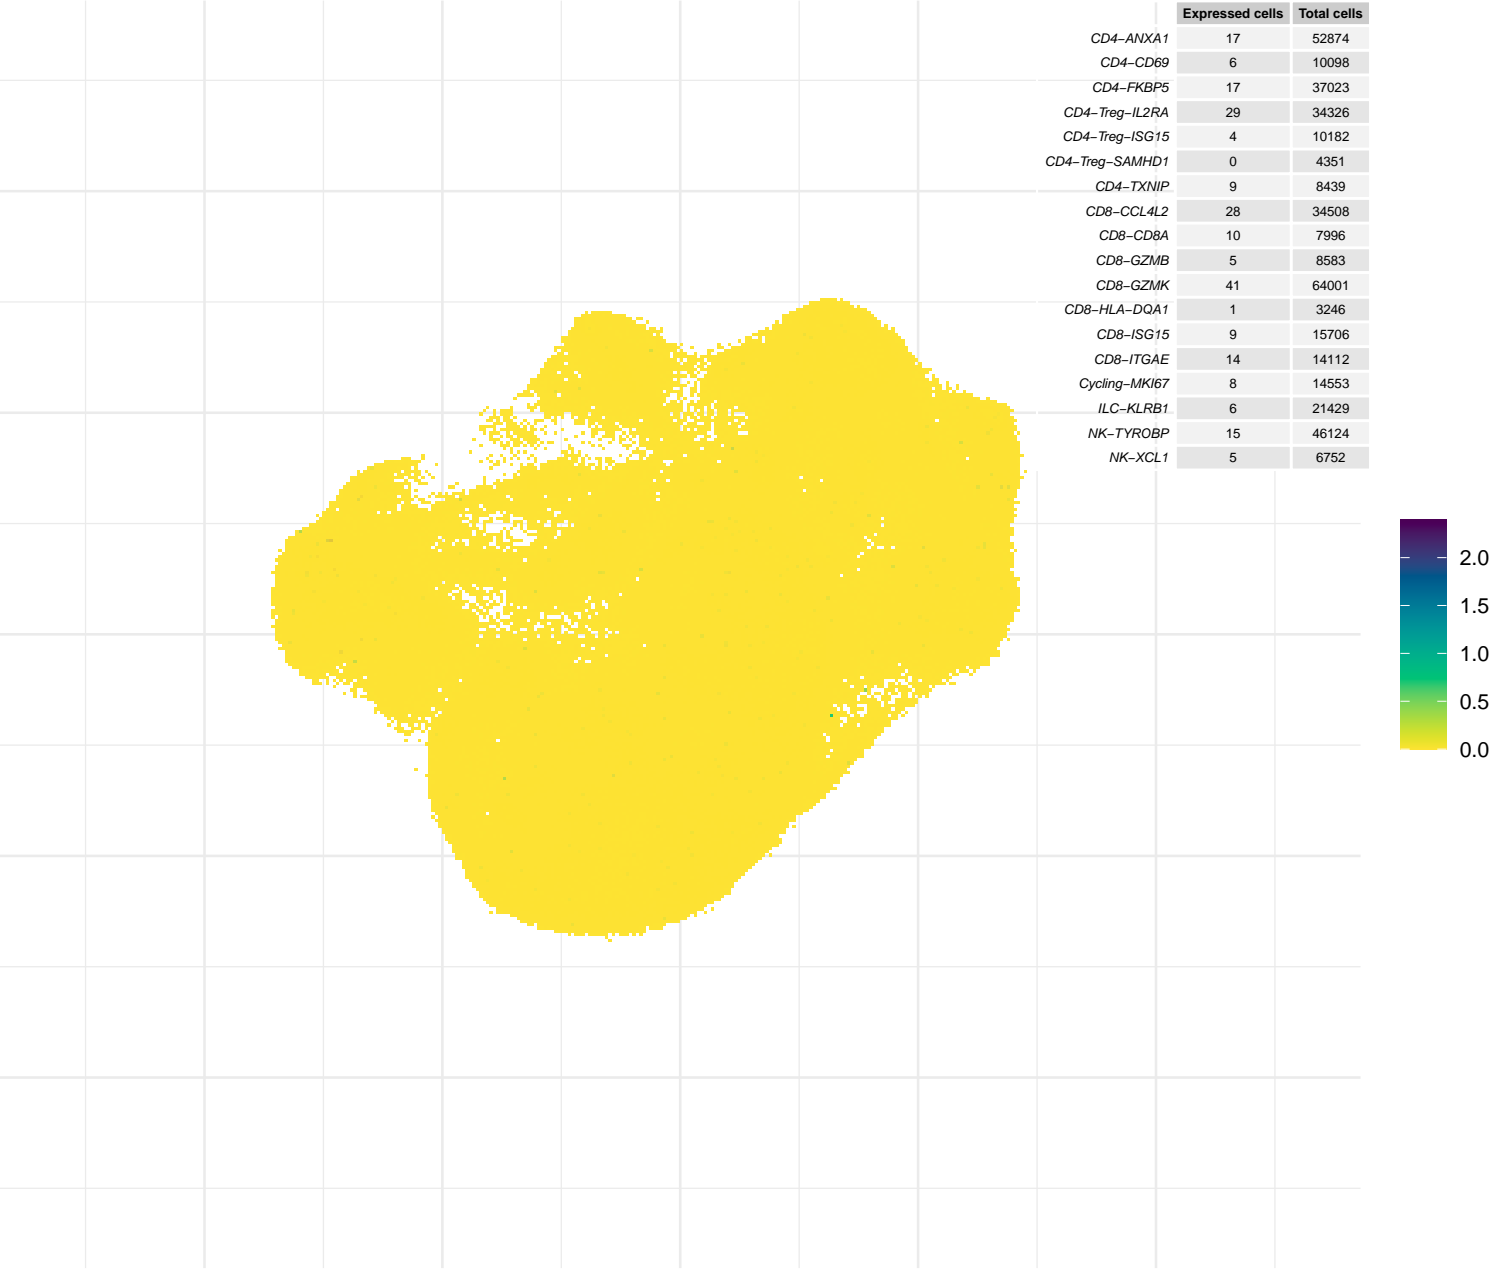 Expressed cells Total cells
CD4−ANXA1 17 52874
CD4−CD69 6 10098
CD4−FKBP5 17 37023
CD4−Treg−IL2RA 29 34326
CD4−Treg−ISG15 4 10182
CD4−Treg−SAMHD1 0 4351
CD4−TXNIP 9 8439
CD8−CCL4L2 28 34508
CD8−CD8A 10 7996
CD8−GZMB 5 8583
CD8−GZMK 41 64001
CD8−HLA−DQA1 1 3246
CD8−ISG15 9 15706
CD8−ITGAE 14 14112
Cycling−MKI67 8 14553
ILC−KLRB1 6 21429
NK−TYROBP 15 46124
NK−XCL1 5 6752
2.0
1.5
1.0
0.5
0.0